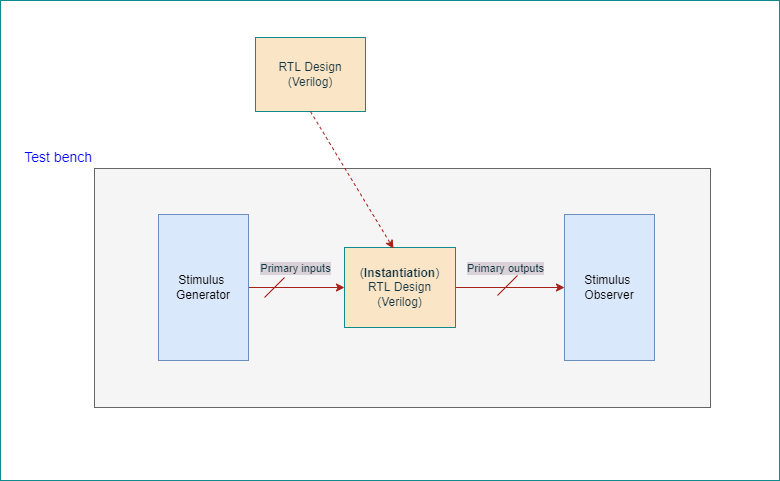 RTL Design
(Verilog)
Test bench
Stimulus
Generator
Primary inputs
(Instantiation)
RTL Design
(Verilog)
Primary outputs
Stimulus
Observer